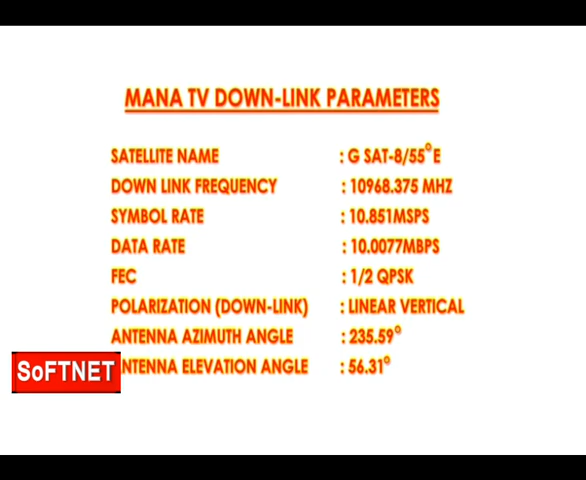 MANA TV DOWN-LINK PARAMETERS
SATELLITE NAME : G SAT-8/55°E
DOWN LINK FREQUENCY : 10968.375 MHZ
SYMBOL RATE : 10.851MSPS
DATA RATE : 10.0077MBPS
FEC : 1/2 QPSK
POLARIZATION (DOWN-LINK) : LINEAR VERTICAL
ANTENNA AZIMUTH ANGLE : 235.59°
NTENNA ELEVATION ANGLE : 56.31°
SoFTNET